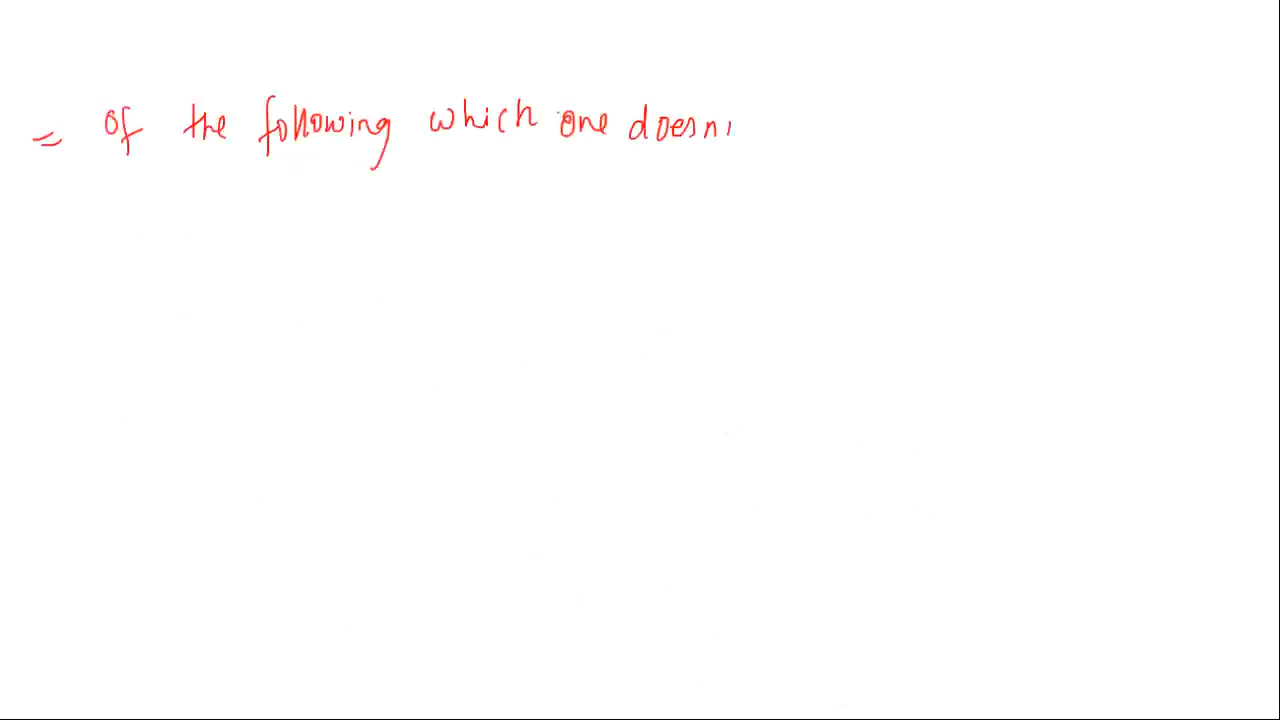 = Of the following which one doesn